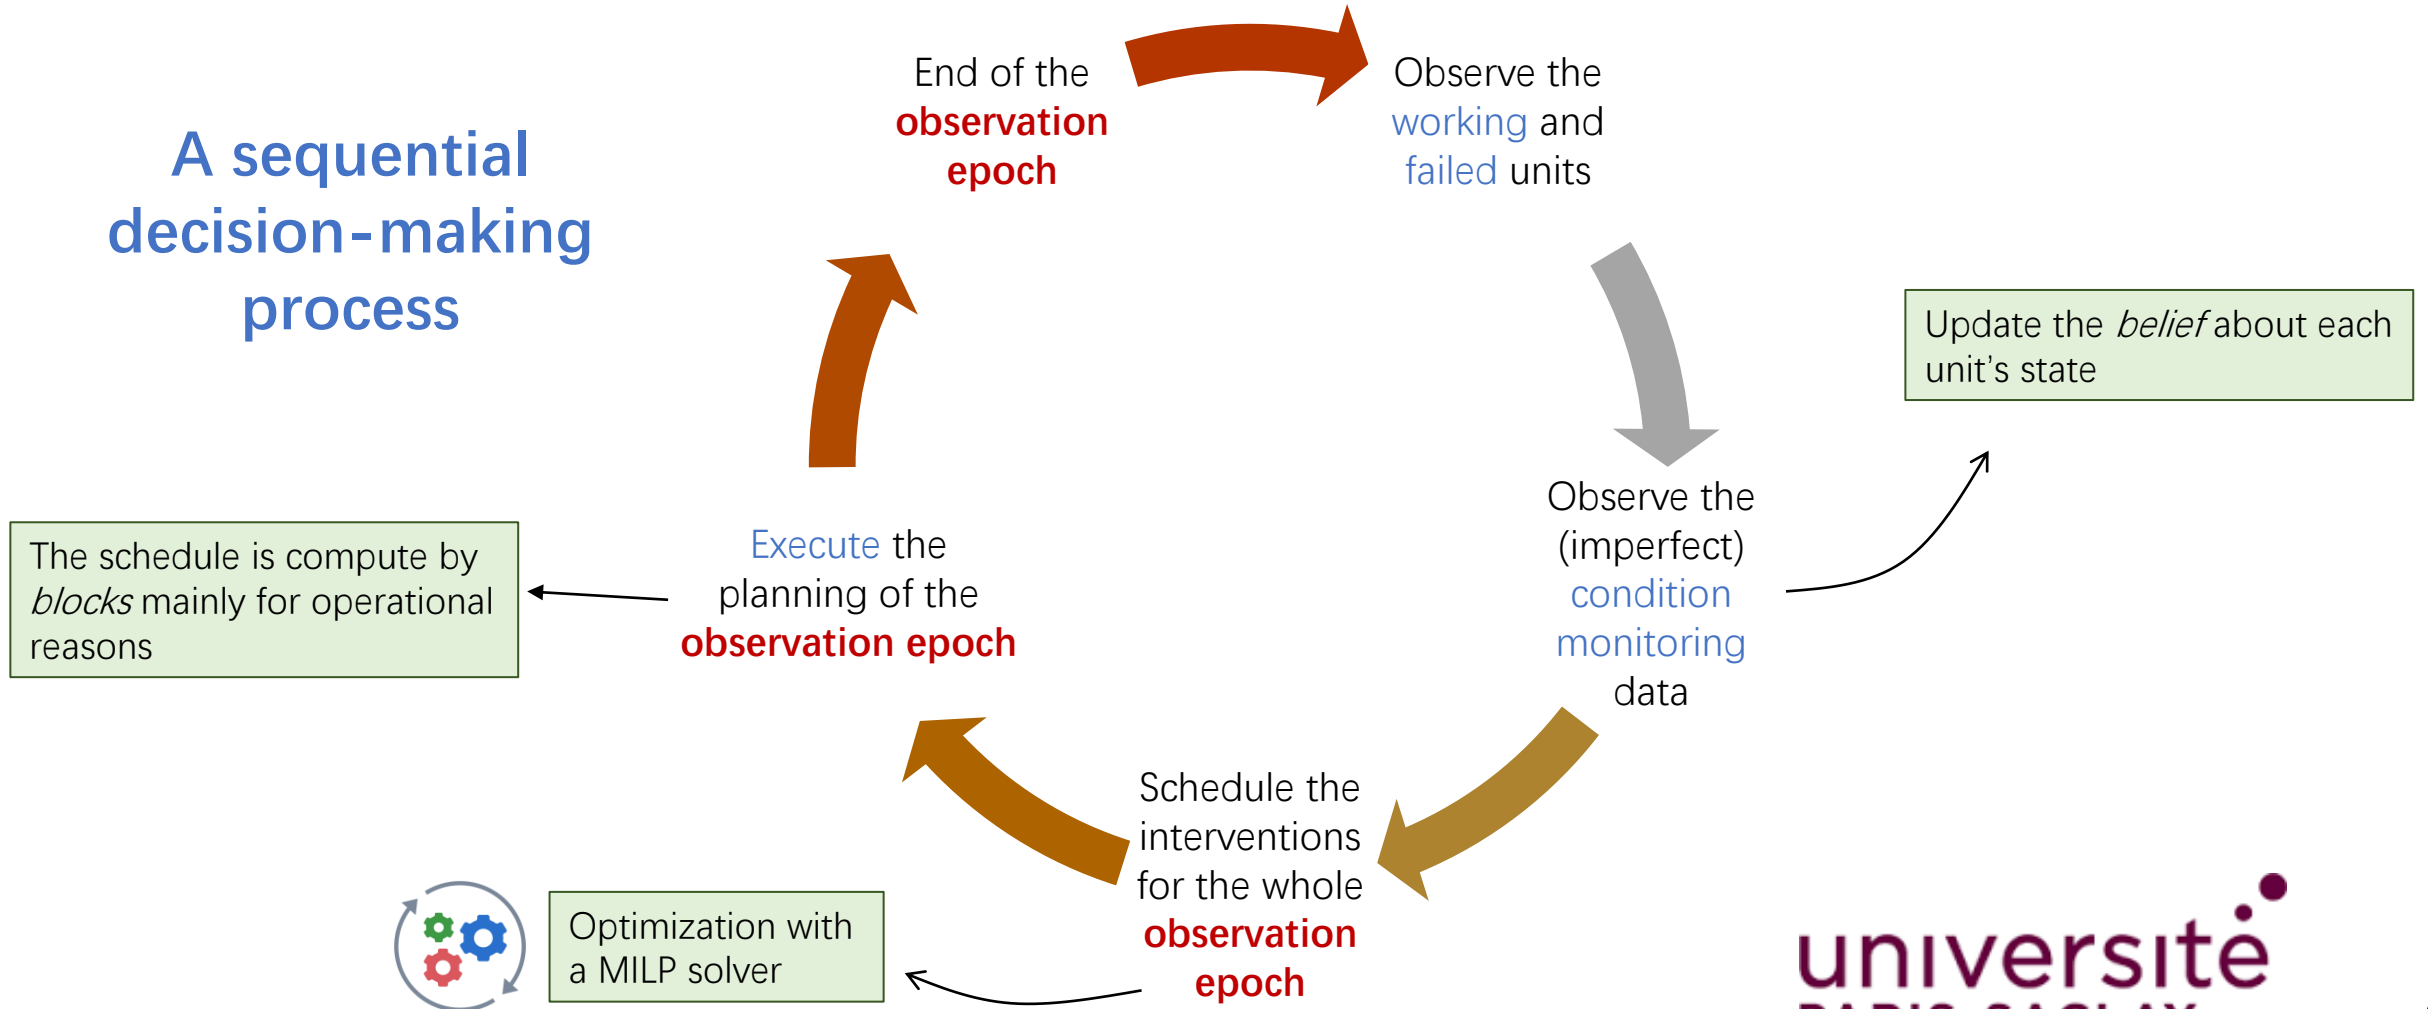 A sequential
decision-making
process
End of the
observation
epoch
Observe the
working and
failed units
Update the belief about each
unit's state
Observe the
(imperfect)
condition
monitoring
data
Schedule the
interventions
for the whole
observation
epoch
Optimization with
a MILP solver
Execute the
planning of the
observation epoch
The schedule is compute by
blocks mainly for operational
reasons
université
PARIS-SACLAY